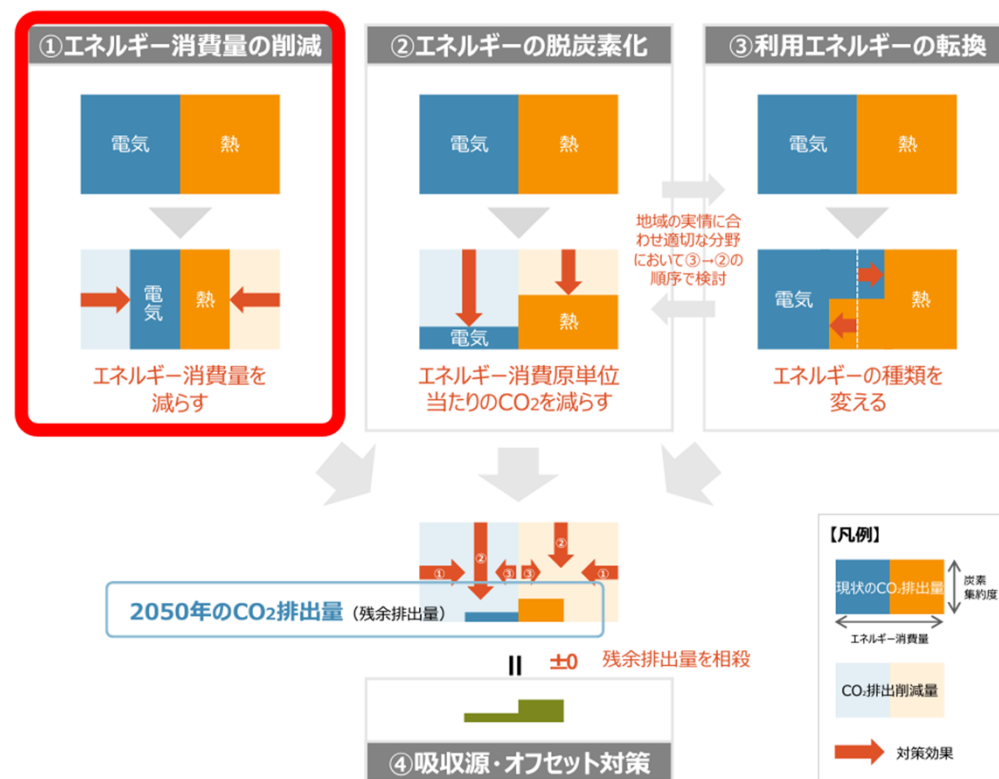 ①エネルギー消費量の削減
電気
熱
電気
熱
エネルギー消費量を
減らす
②エネルギーの脱炭素化
電気
熱
電気
熱
エネルギー消費原単位
当たりのCO₂を減らす
地域の実情に合
わせ適切な分野
において③→②の
順序で検討
③利用エネルギーの転換
電気
熱
電気
熱
エネルギーの種類を
変える
① ② ③ ③ ② ①
2050年のCO₂排出量（残余排出量）
＝ ±0 残余排出量を相殺
④吸収源・オフセット対策
【凡例】
現状のCO₂排出量
炭素
集約度
エネルギー消費量
CO₂排出削減量
対策効果